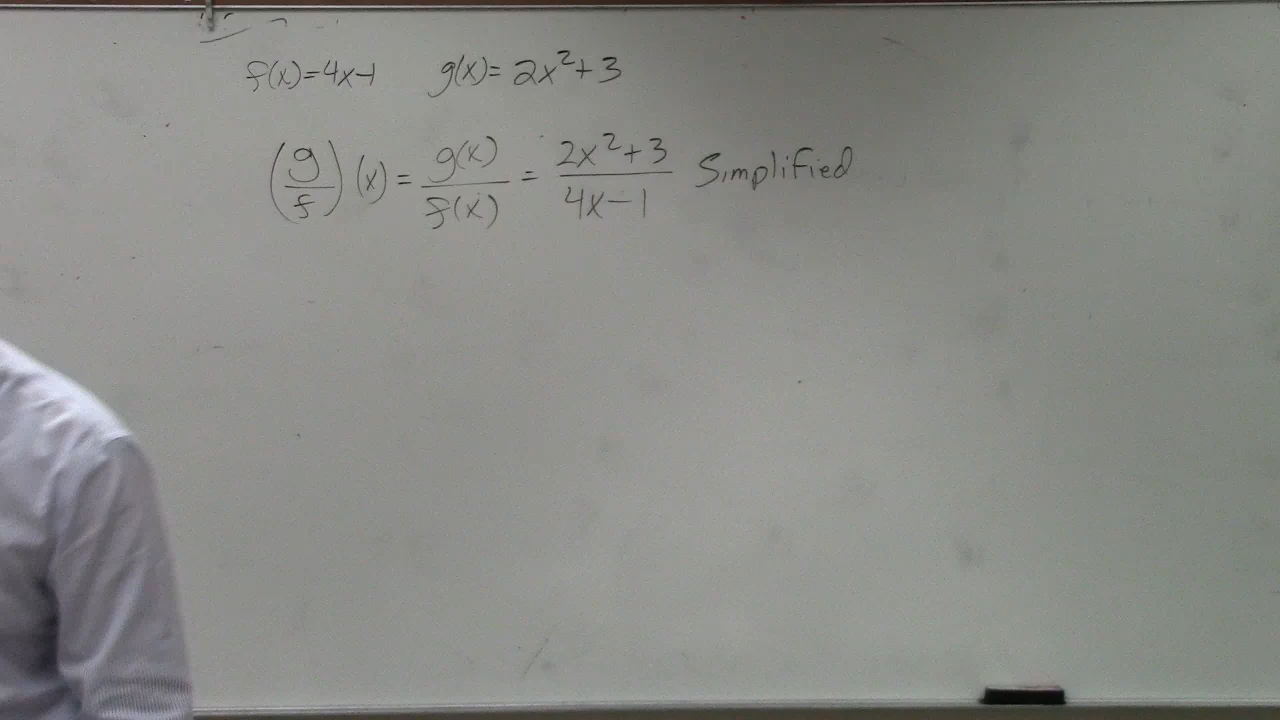 f(x)=4x-1 g(x)=2x²+3
(g/f)(x) = g(x)/f(x) = (2x²+3)/(4x-1) Simplified